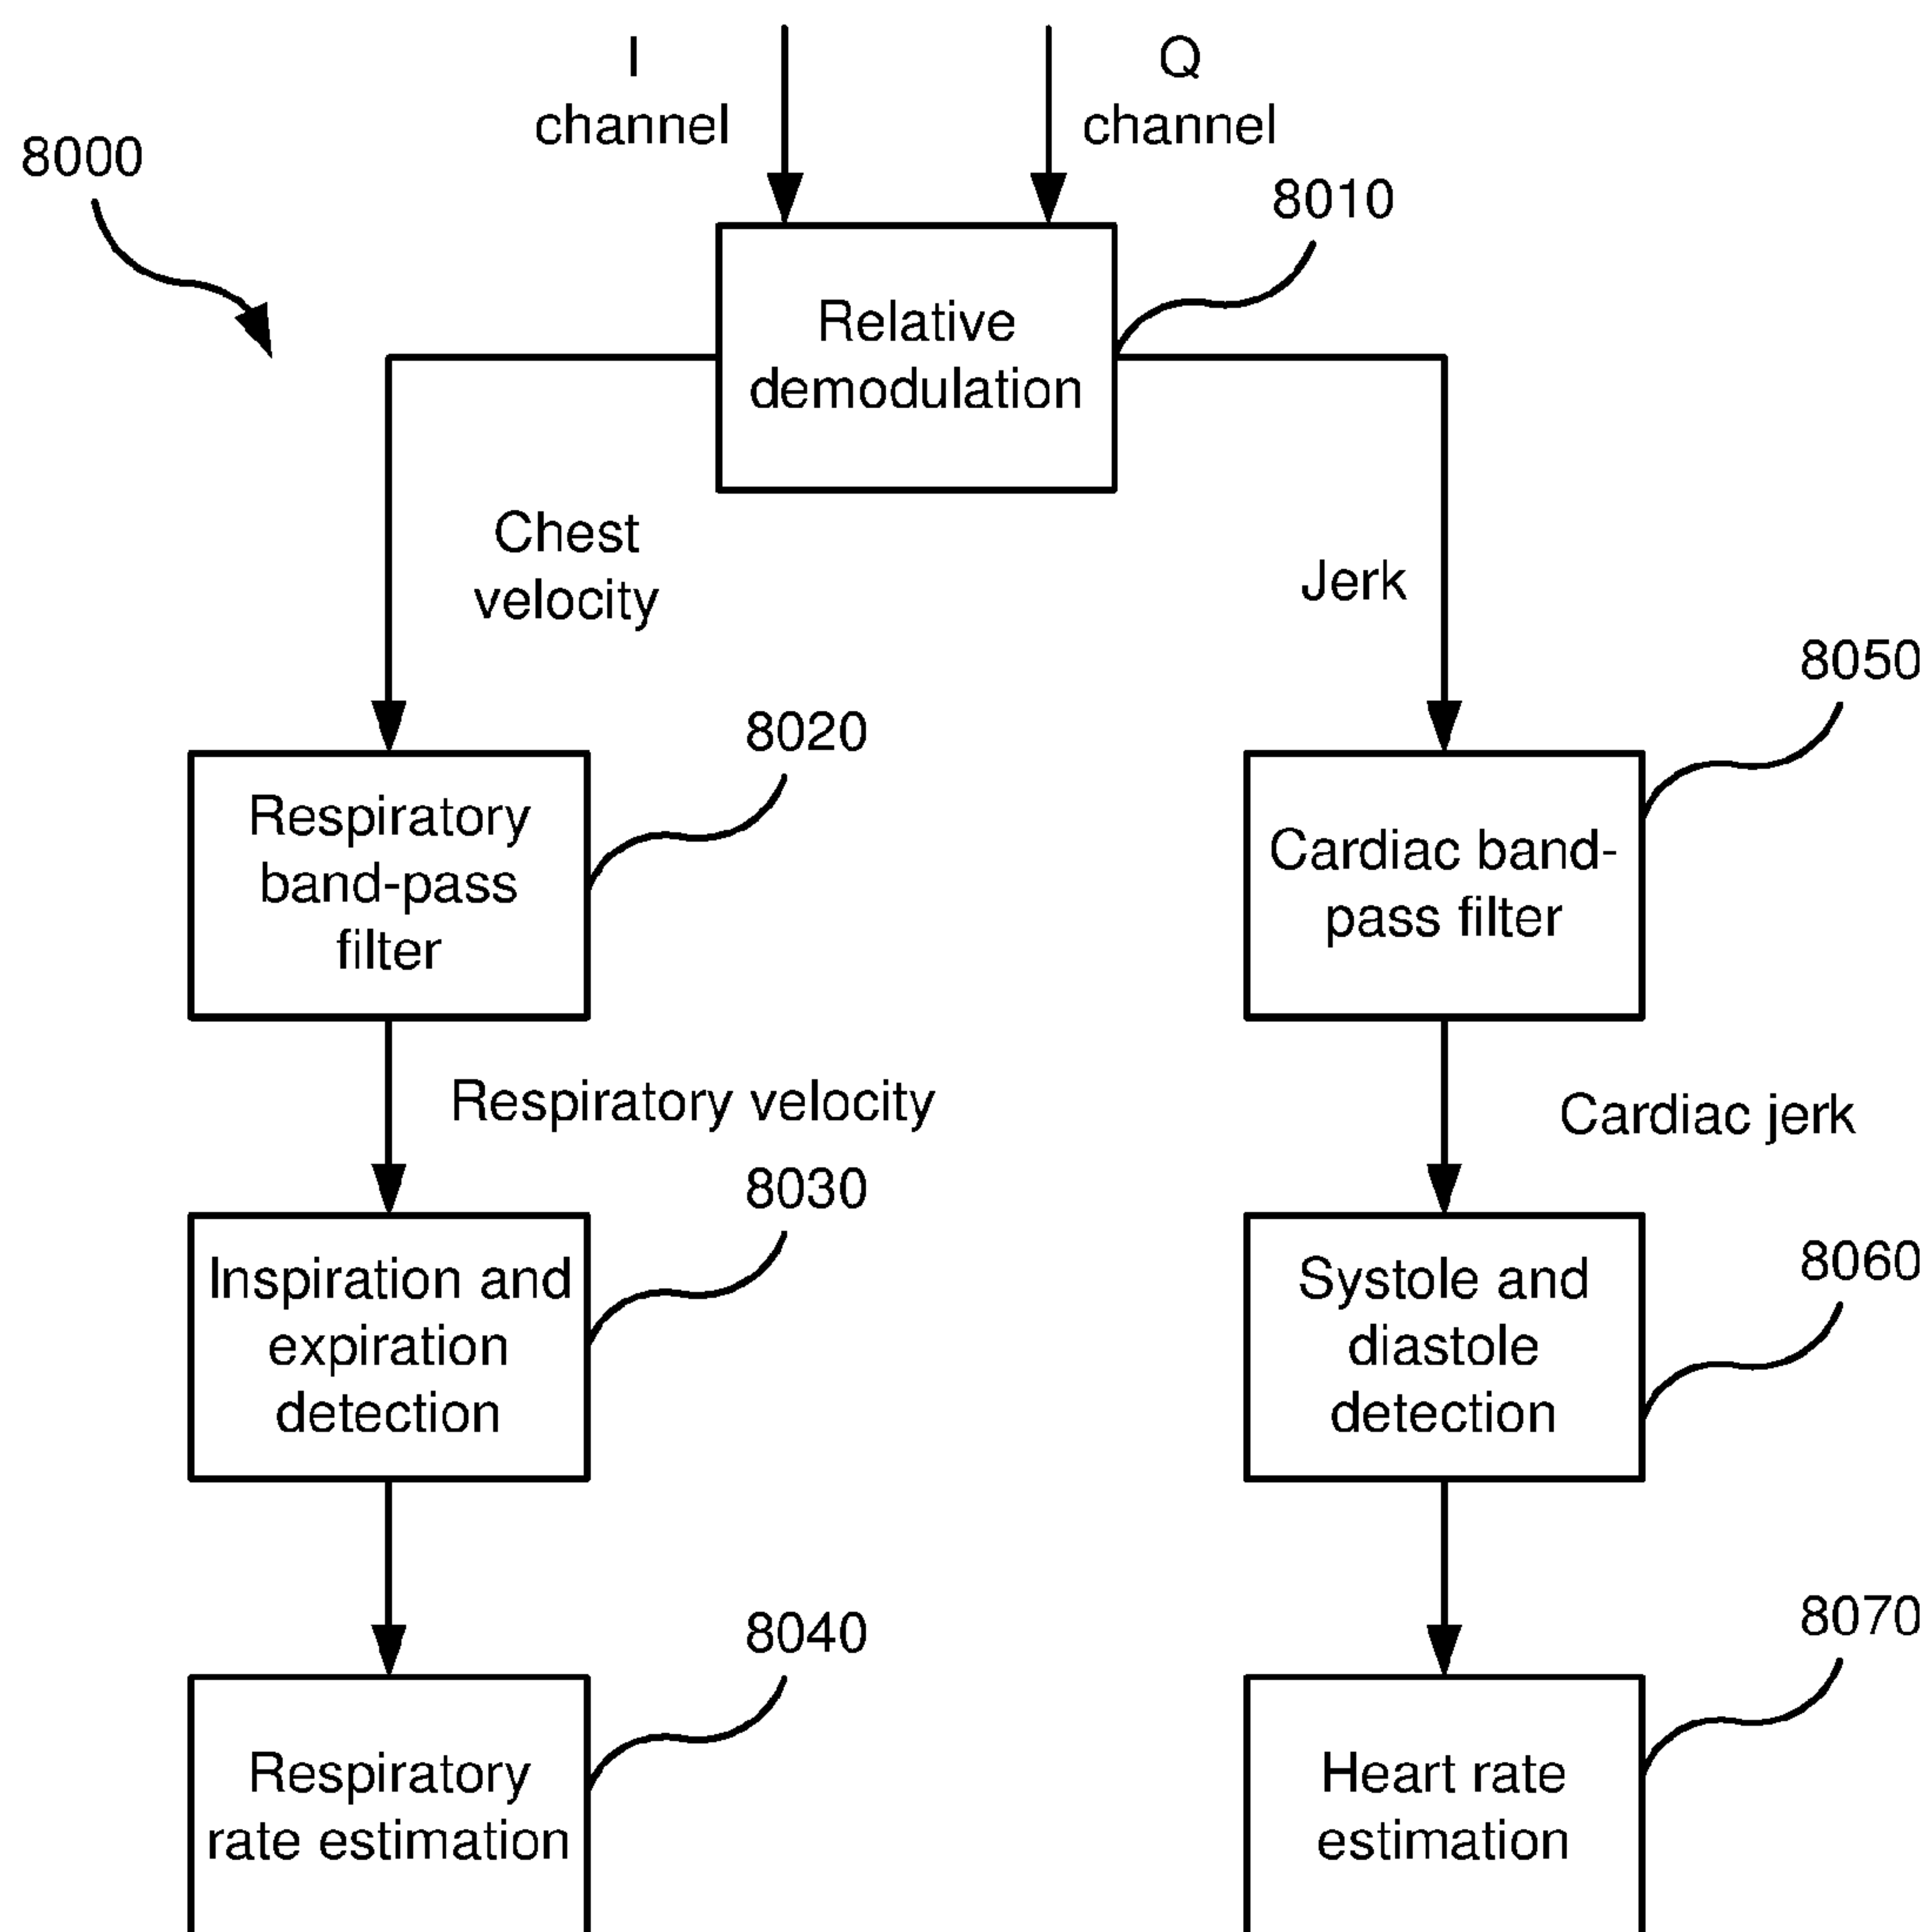 I
channel
Q
channel
8000
8010
Relative
demodulation
Chest
velocity
Jerk
8020
8050
Respiratory
band-pass
filter
Cardiac band-
pass filter
Respiratory velocity
Cardiac jerk
8030
8060
Inspiration and
expiration
detection
Systole and
diastole
detection
8040
8070
Respiratory
rate estimation
Heart rate
estimation